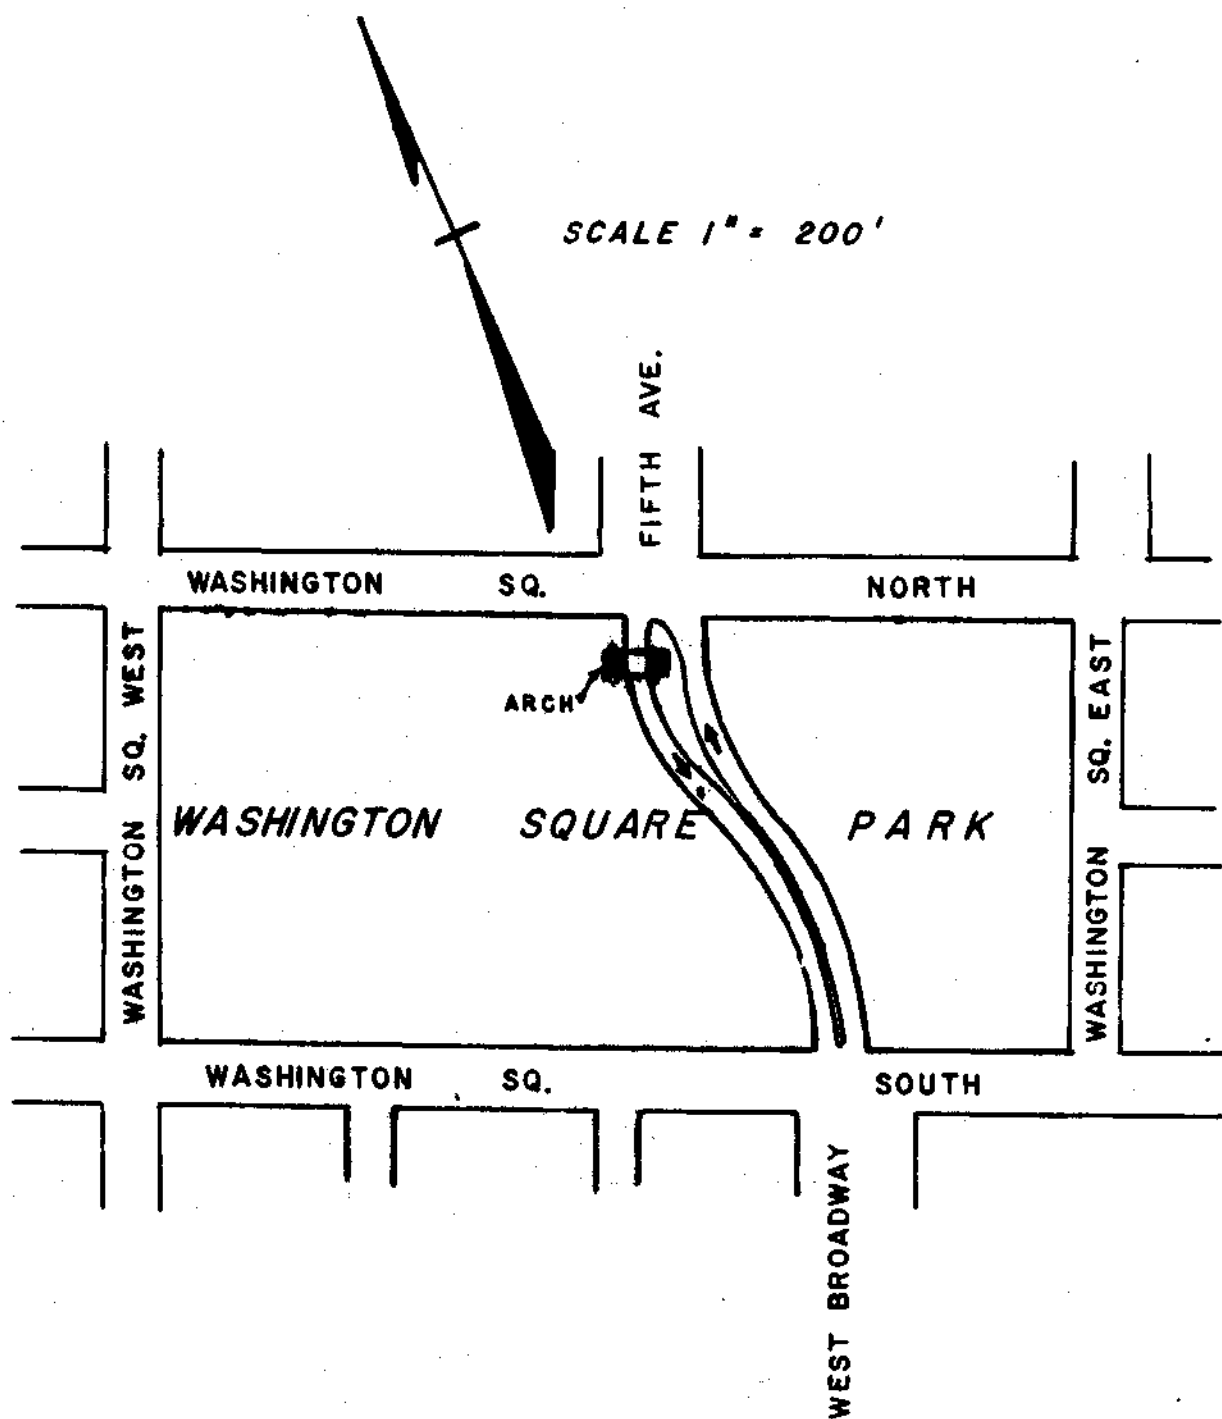 SCALE 1" = 200'
FIFTH AVE.
WASHINGTON SQ. NORTH
WASHINGTON SQ. WEST
ARCH
WASHINGTON SQ. EAST
WASHINGTON SQUARE PARK
WASHINGTON SQ. SOUTH
WEST BROADWAY